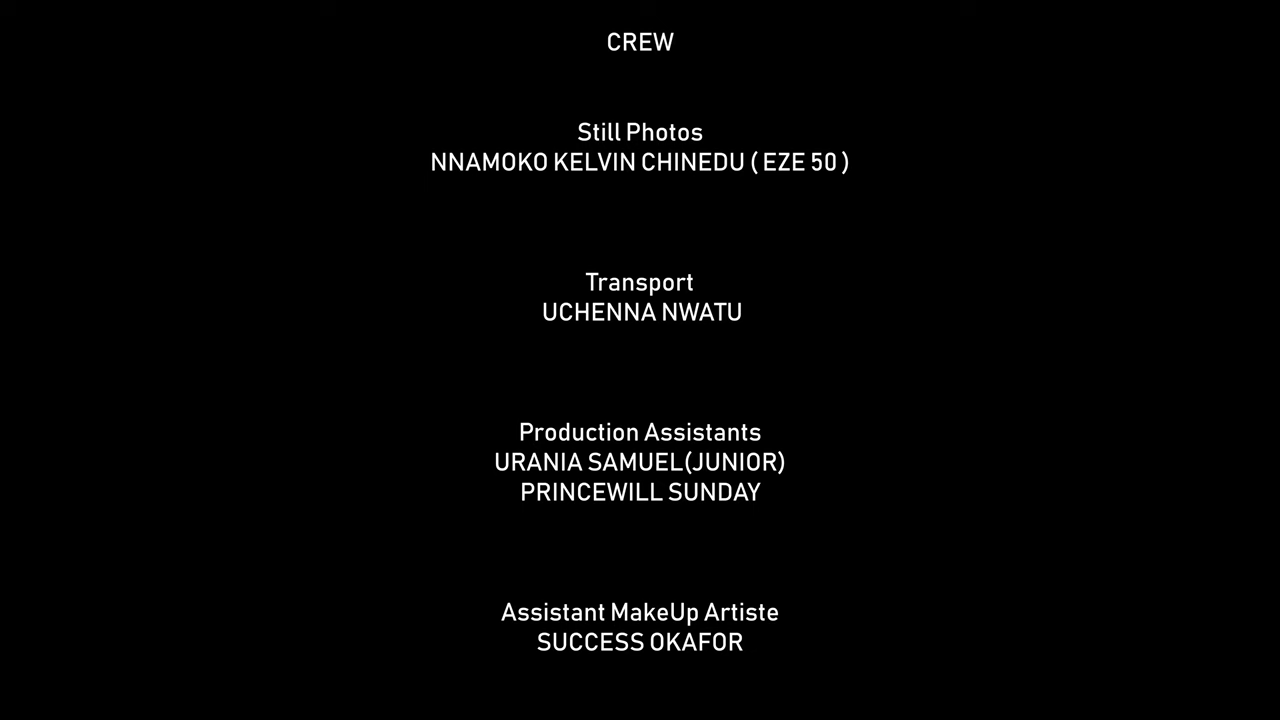 CREW
Still Photos
NNAMOKO KELVIN CHINEDU ( EZE 50 )
Transport
UCHENNA NWATU
Production Assistants
URANIA SAMUEL(JUNIOR)
PRINCEWILL SUNDAY
Assistant MakeUp Artiste
SUCCESS OKAFOR